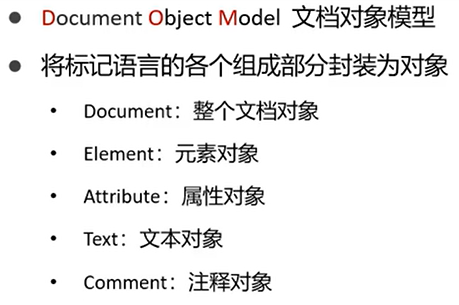 ● Document Object Model 文档对象模型
● 将标记语言的各个组成部分封装为对象
• Document：整个文档对象
• Element：元素对象
• Attribute：属性对象
• Text：文本对象
• Comment：注释对象